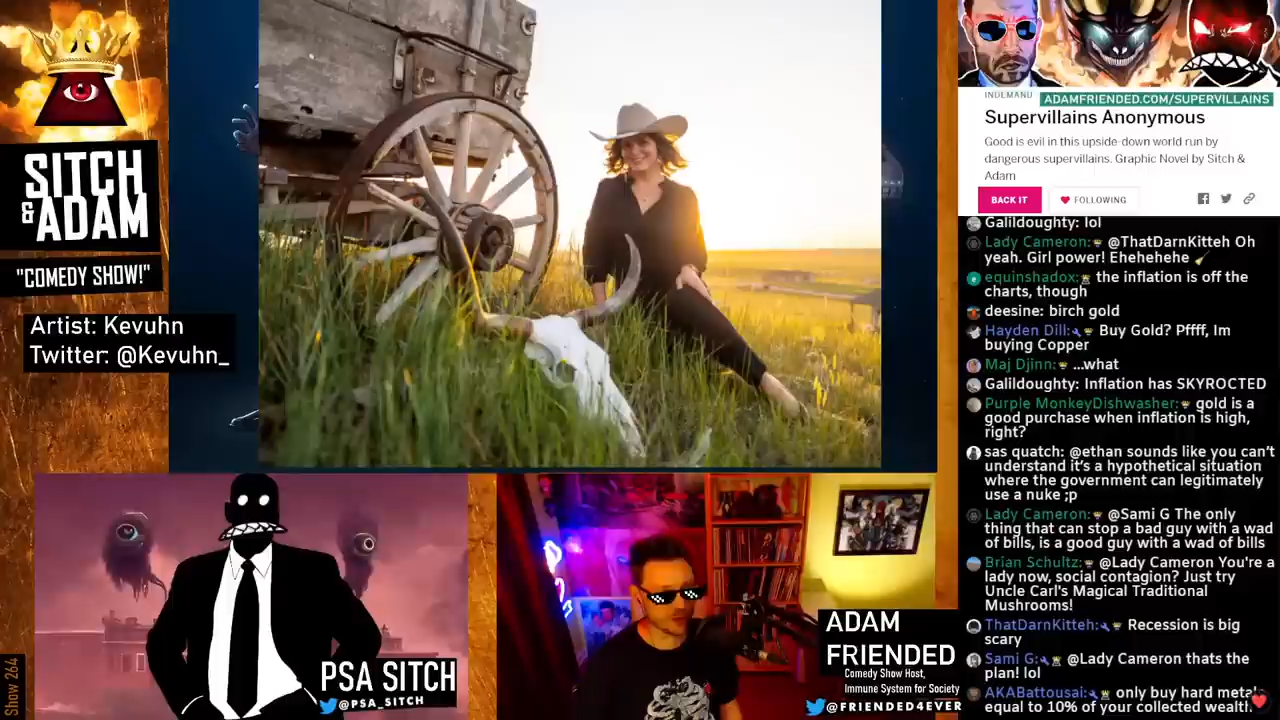 SITCH
& ADAM
"COMEDY SHOW!"
Artist: Kevuhn
Twitter: @Kevuhn_
Show 264
PSA SITCH
@PSA_SITCH
ADAM
FRIENDED
Comedy Show Host,
Immune System for Society
@FRIENDED4EVER
INDEMAND
ADAMFRIENDED.COM/SUPERVILLAINS
Supervillains Anonymous
Good is evil in this upside-down world run by
dangerous supervillains. Graphic Novel by Sitch &
Adam
BACK IT
FOLLOWING
Galildoughty: lol
Lady Cameron: @ThatDarnKitteh Oh
yeah. Girl power! Ehehehehe
equinshadox: the inflation is off the
charts, though
deesine: birch gold
Hayden Dill: Buy Gold? Pffff, Im
buying Copper
Maj Djinn: ...what
Galildoughty: Inflation has SKYROCTED
Purple MonkeyDishwasher: gold is a
good purchase when inflation is high,
right?
sas quatch: @ethan sounds like you can't
understand it's a hypothetical situation
where the government can legitimately
use a nuke ;p
Lady Cameron: @Sami G The only
thing that can stop a bad guy with a wad
of bills, is a good guy with a wad of bills
Brian Schultz: @Lady Cameron You're a
lady now, social contagion? Just try
Uncle Carl's Magical Traditional
Mushrooms!
ThatDarnKitteh: Recession is big
scary
Sami G: @Lady Cameron thats the
plan! lol
AKABattousai: only buy hard metals
equal to 10% of your collected wealth.